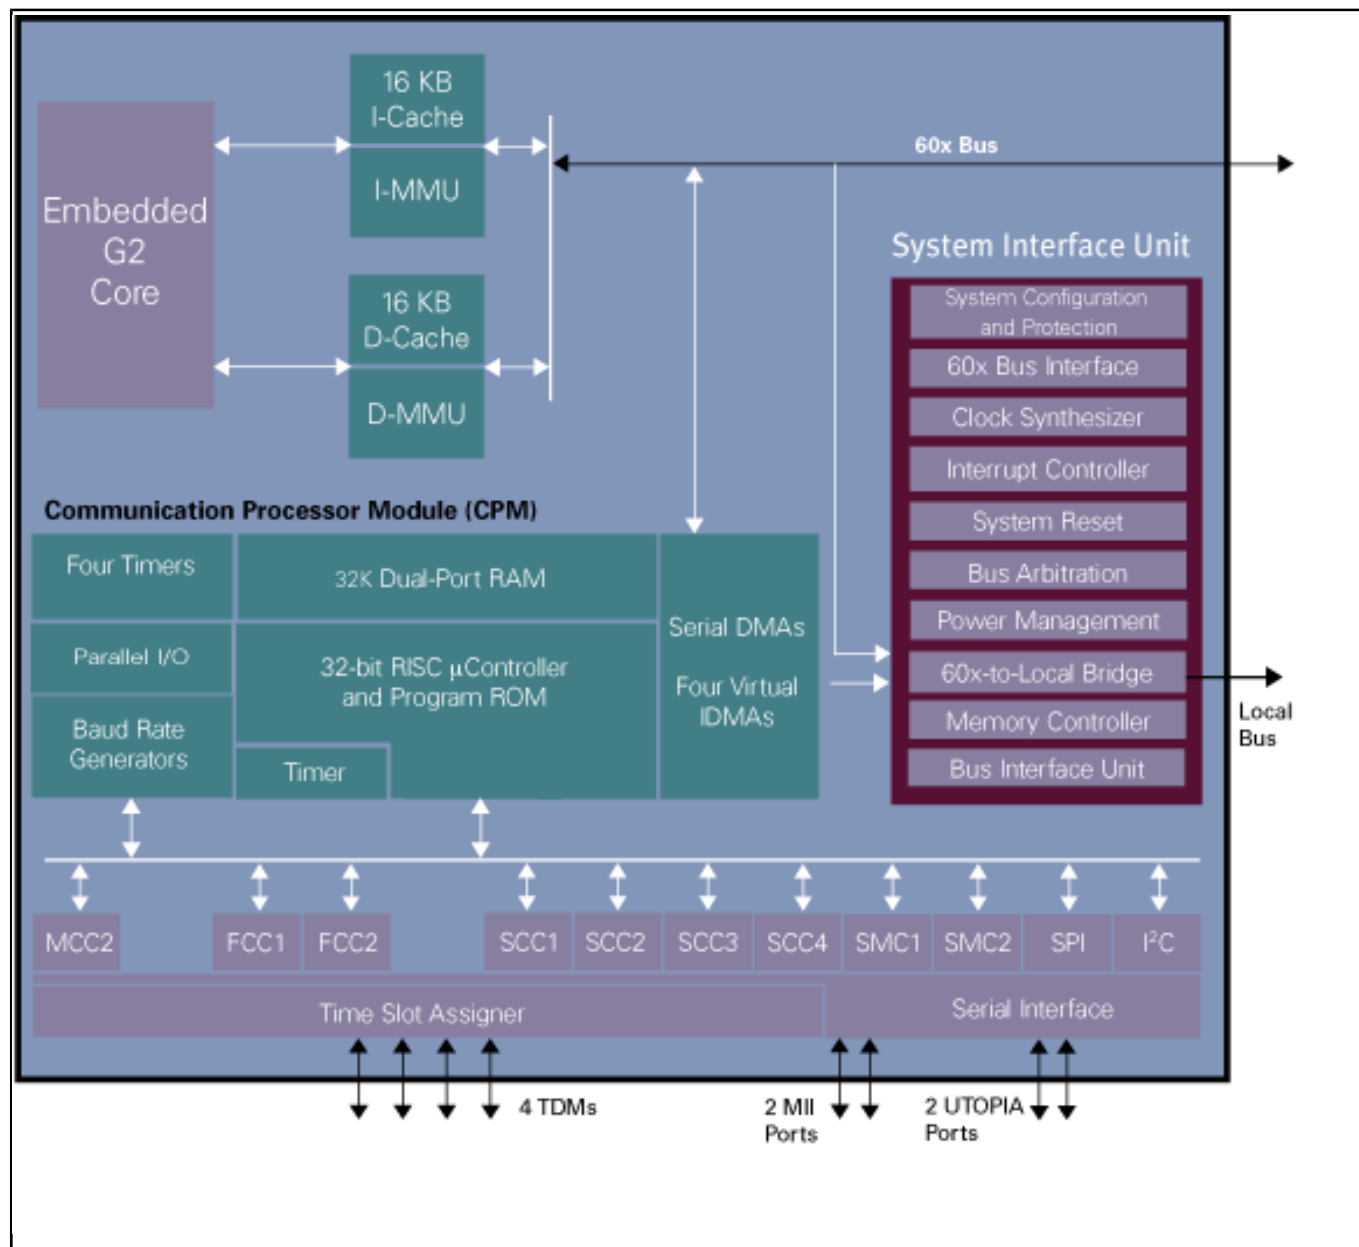 16 KB
I-Cache
I-MMU
60x Bus
Embedded
G2
Core
16 KB
D-Cache
D-MMU
System Interface Unit
System Configuration
and Protection
60x Bus Interface
Clock Synthesizer
Interrupt Controller
System Reset
Bus Arbitration
Power Management
60x-to-Local Bridge
Memory Controller
Bus Interface Unit
Local
Bus
Communication Processor Module (CPM)
Four Timers
32K Dual-Port RAM
Parallel I/O
32-bit RISC µController
and Program ROM
Baud Rate
Generators
Timer
Serial DMAs
Four Virtual
IDMAs
MCC2
FCC1
FCC2
SCC1
SCC2
SCC3
SCC4
SMC1
SMC2
SPI
I²C
Time Slot Assigner
Serial Interface
4 TDMs
2 MII
Ports
2 UTOPIA
Ports